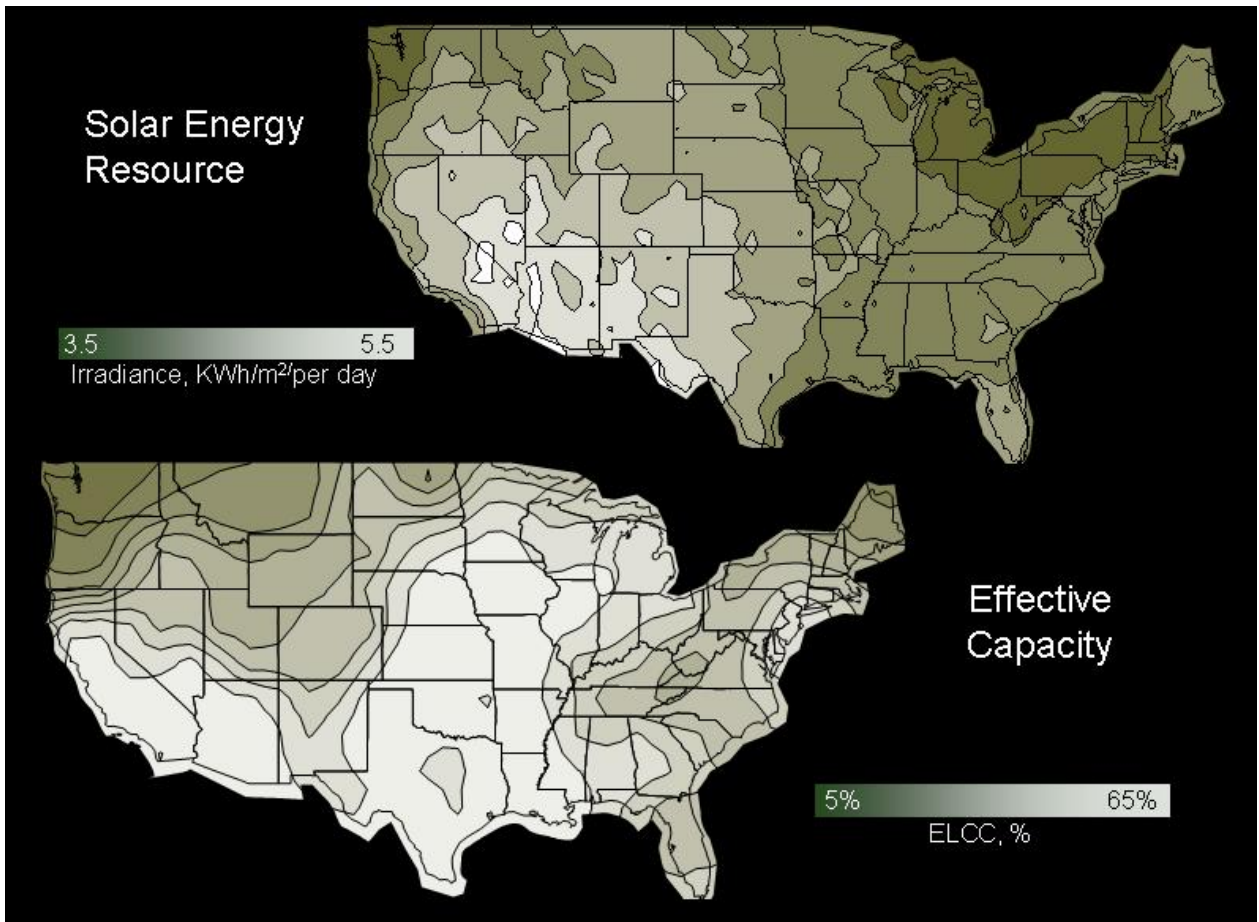 Solar Energy
Resource
3.5 5.5
Irradiance, KWh/m²/per day
Effective
Capacity
5% 65%
ELCC, %